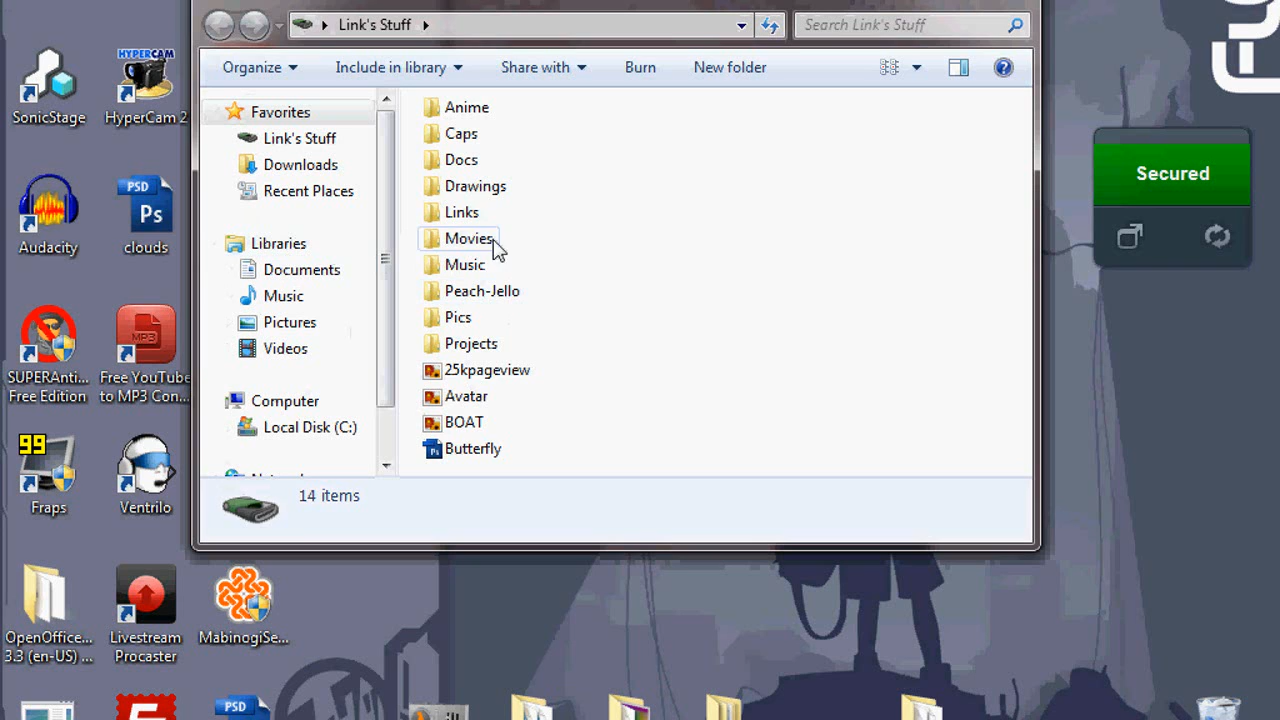 Link's Stuff
Search Link's Stuff
Organize
Include in library
Share with
Burn
New folder
Favorites
Link's Stuff
Downloads
Recent Places
Libraries
Documents
Music
Pictures
Videos
Computer
Local Disk (C:)
Anime
Caps
Docs
Drawings
Links
Movies
Music
Peach-Jello
Pics
Projects
25kpageview
Avatar
BOAT
Butterfly
14 items
Secured
SonicStage
HYPERCAM
HyperCam 2
Audacity
PSD
Ps
clouds
SUPERAnti...
Free Edition
MP3
Free YouTube
to MP3 Con...
99
Fraps
Ventrilo
OpenOffice...
3.3 (en-US) ...
Livestream
Procaster
MabinogiSe...
PSD